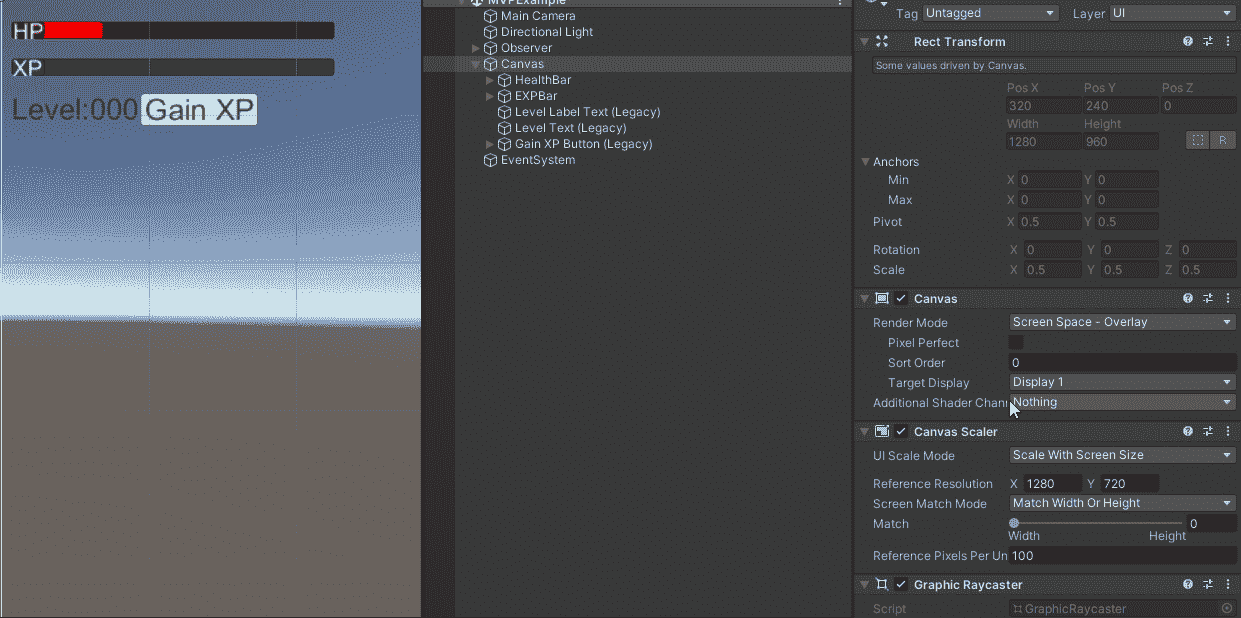 HP
XP
Level:000 Gain XP
MVPExample
Main Camera
Directional Light
Observer
Canvas
HealthBar
EXPBar
Level Label Text (Legacy)
Level Text (Legacy)
Gain XP Button (Legacy)
EventSystem
Tag Untagged Layer UI
Rect Transform
Some values driven by Canvas.
Pos X Pos Y Pos Z
320 240 0
Width Height
1280 960 R
Anchors
Min X 0 Y 0
Max X 0 Y 0
Pivot X 0.5 Y 0.5
Rotation X 0 Y 0 Z 0
Scale X 0.5 Y 0.5 Z 0.5
Canvas
Render Mode Screen Space - Overlay
Pixel Perfect
Sort Order 0
Target Display Display 1
Additional Shader Chann Nothing
Canvas Scaler
UI Scale Mode Scale With Screen Size
Reference Resolution X 1280 Y 720
Screen Match Mode Match Width Or Height
Match 0
Width Height
Reference Pixels Per Un 100
Graphic Raycaster
Script GraphicRaycaster